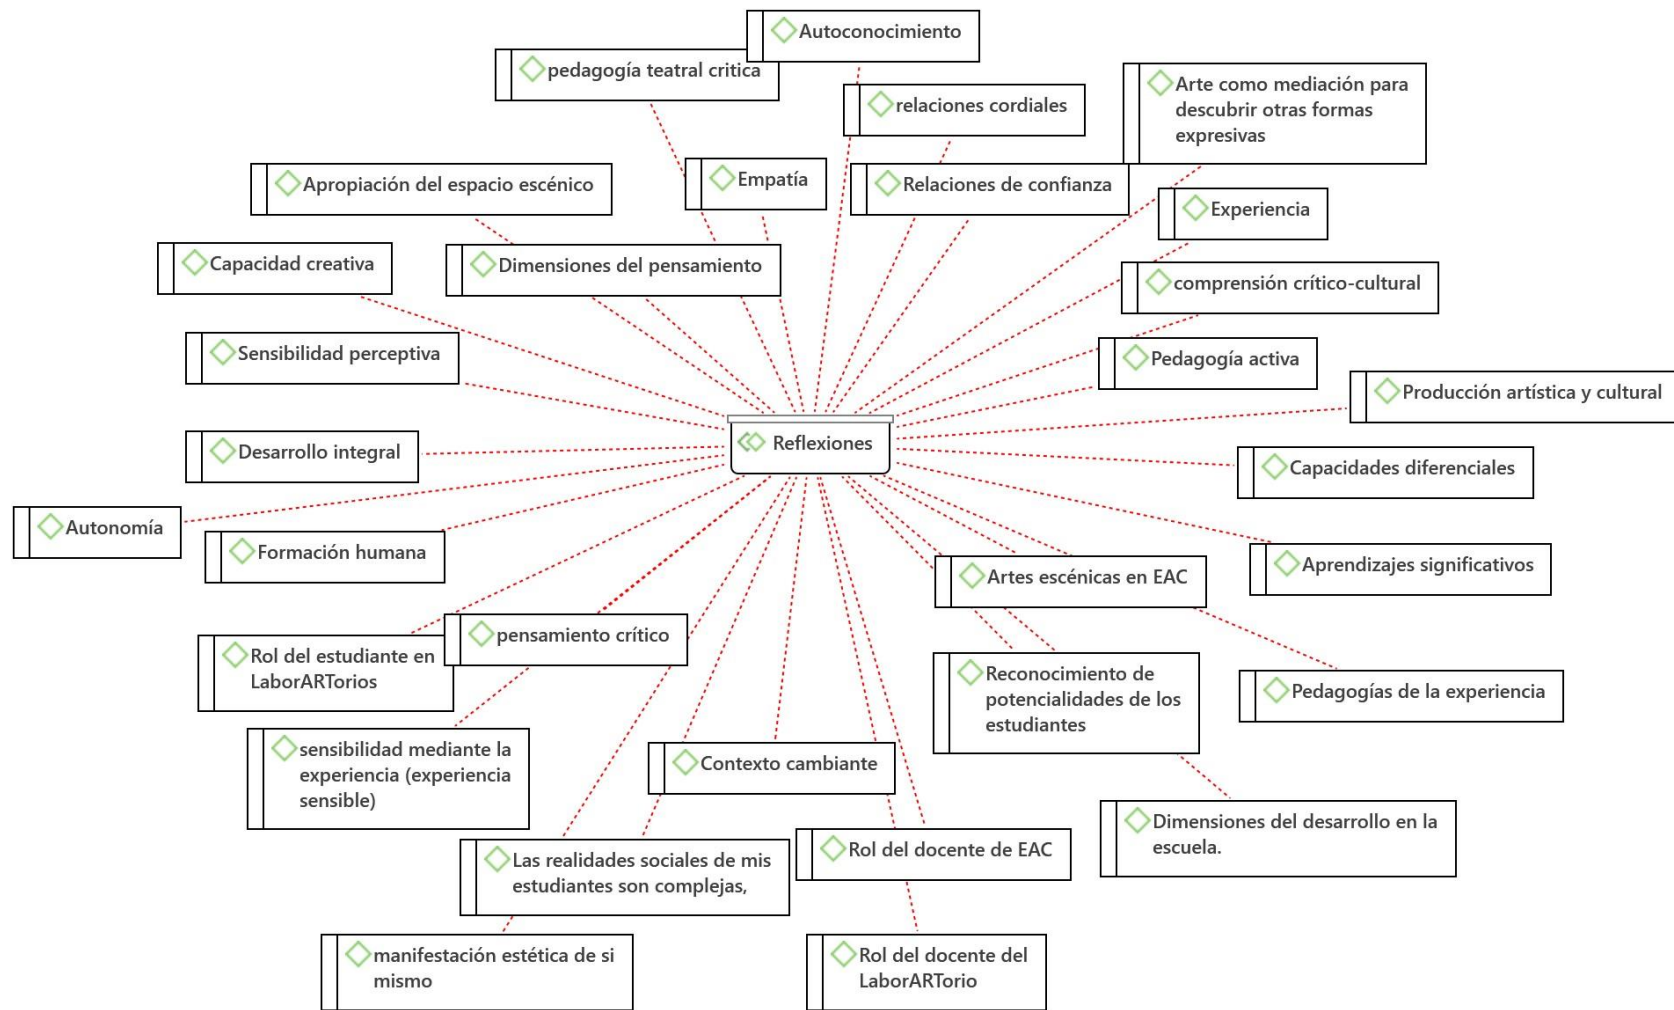 Autoconocimiento
pedagogía teatral critica
relaciones cordiales
Arte como mediación para
descubrir otras formas
expresivas
Apropiación del espacio escénico
Empatía
Relaciones de confianza
Experiencia
Capacidad creativa
Dimensiones del pensamiento
comprensión crítico-cultural
Sensibilidad perceptiva
Pedagogía activa
Producción artística y cultural
Reflexiones
Desarrollo integral
Capacidades diferenciales
Autonomía
Formación humana
Artes escénicas en EAC
Aprendizajes significativos
pensamiento crítico
Rol del estudiante en
LaborARTorios
Reconocimiento de
potencialidades de los
estudiantes
Pedagogías de la experiencia
sensibilidad mediante la
experiencia (experiencia
sensible)
Contexto cambiante
Dimensiones del desarrollo en la
escuela.
Las realidades sociales de mis
estudiantes son complejas,
Rol del docente de EAC
manifestación estética de si
mismo
Rol del docente del
LaborARTorio